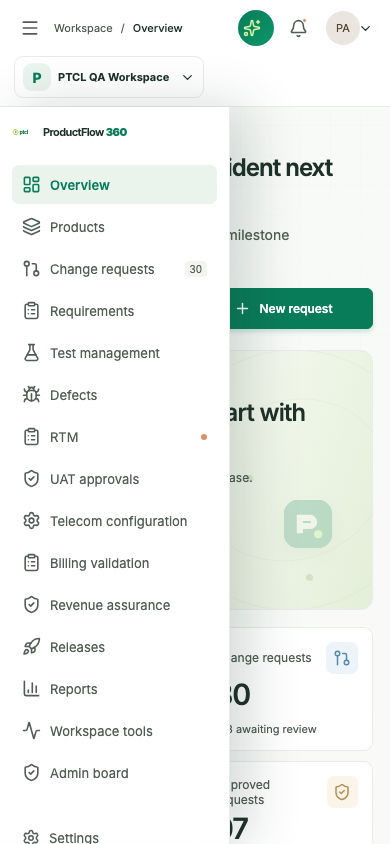 Workspace / Overview
PA
P PTCL QA Workspace
ptcl ProductFlow 360
ident next
Overview
Products
milestone
Change requests 30
Requirements
New request
Test management
Defects
art with
RTM
UAT approvals
ase.
Telecom configuration
P
Billing validation
Revenue assurance
Releases
ange requests
Reports
30
Workspace tools
awaiting review
Admin board
proved
quests
Settings
97